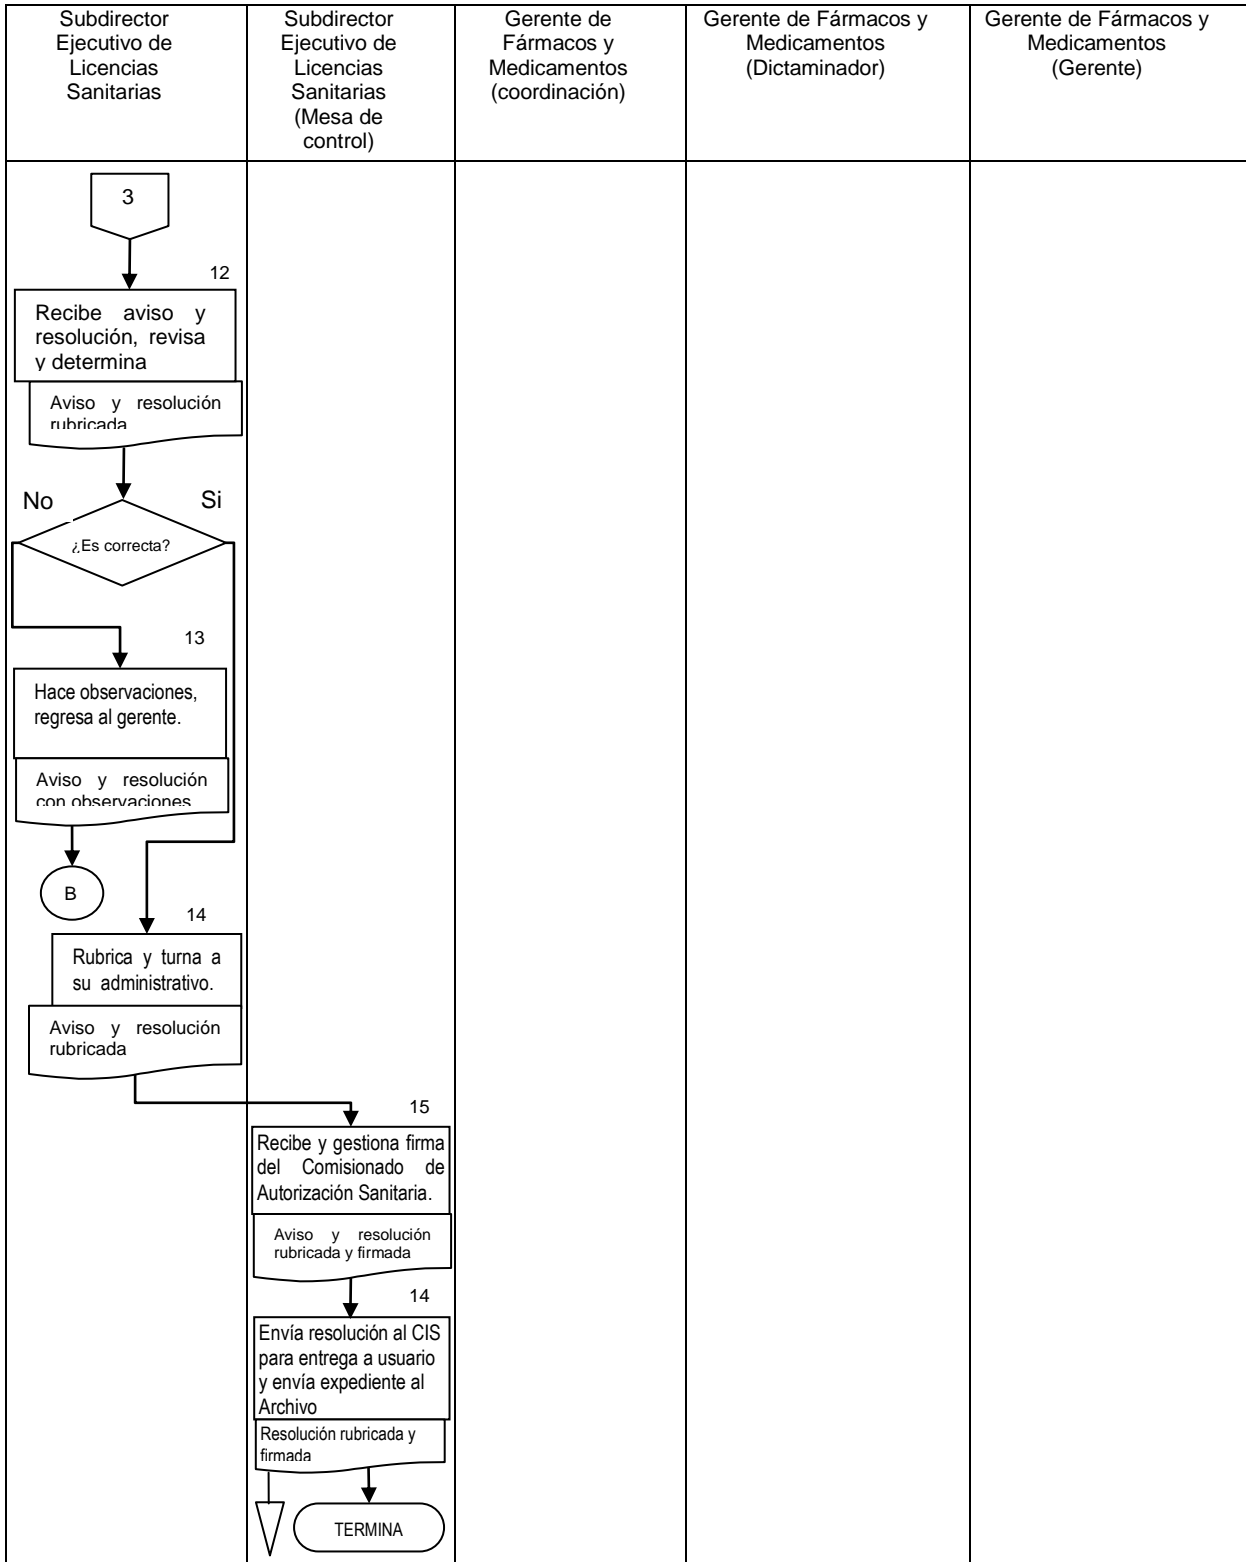 Subdirector
Ejecutivo de
Licencias
Sanitarias
Subdirector
Ejecutivo de
Licencias
Sanitarias
(Mesa de
control)
Gerente de
Fármacos y
Medicamentos
(coordinación)
Gerente de Fármacos y
Medicamentos
(Dictaminador)
Gerente de Fármacos y
Medicamentos
(Gerente)
3
12
Recibe aviso y
resolución, revisa
y determina
Aviso y resolución
rubricada
No Si
¿Es correcta?
13
Hace observaciones,
regresa al gerente.
Aviso y resolución
con observaciones
B
14
Rubrica y turna a
su administrativo.
Aviso y resolución
rubricada
15
Recibe y gestiona firma
del Comisionado de
Autorización Sanitaria.
Aviso y resolución
rubricada y firmada
14
Envía resolución al CIS
para entrega a usuario
y envía expediente al
Archivo
Resolución rubricada y
firmada
TERMINA